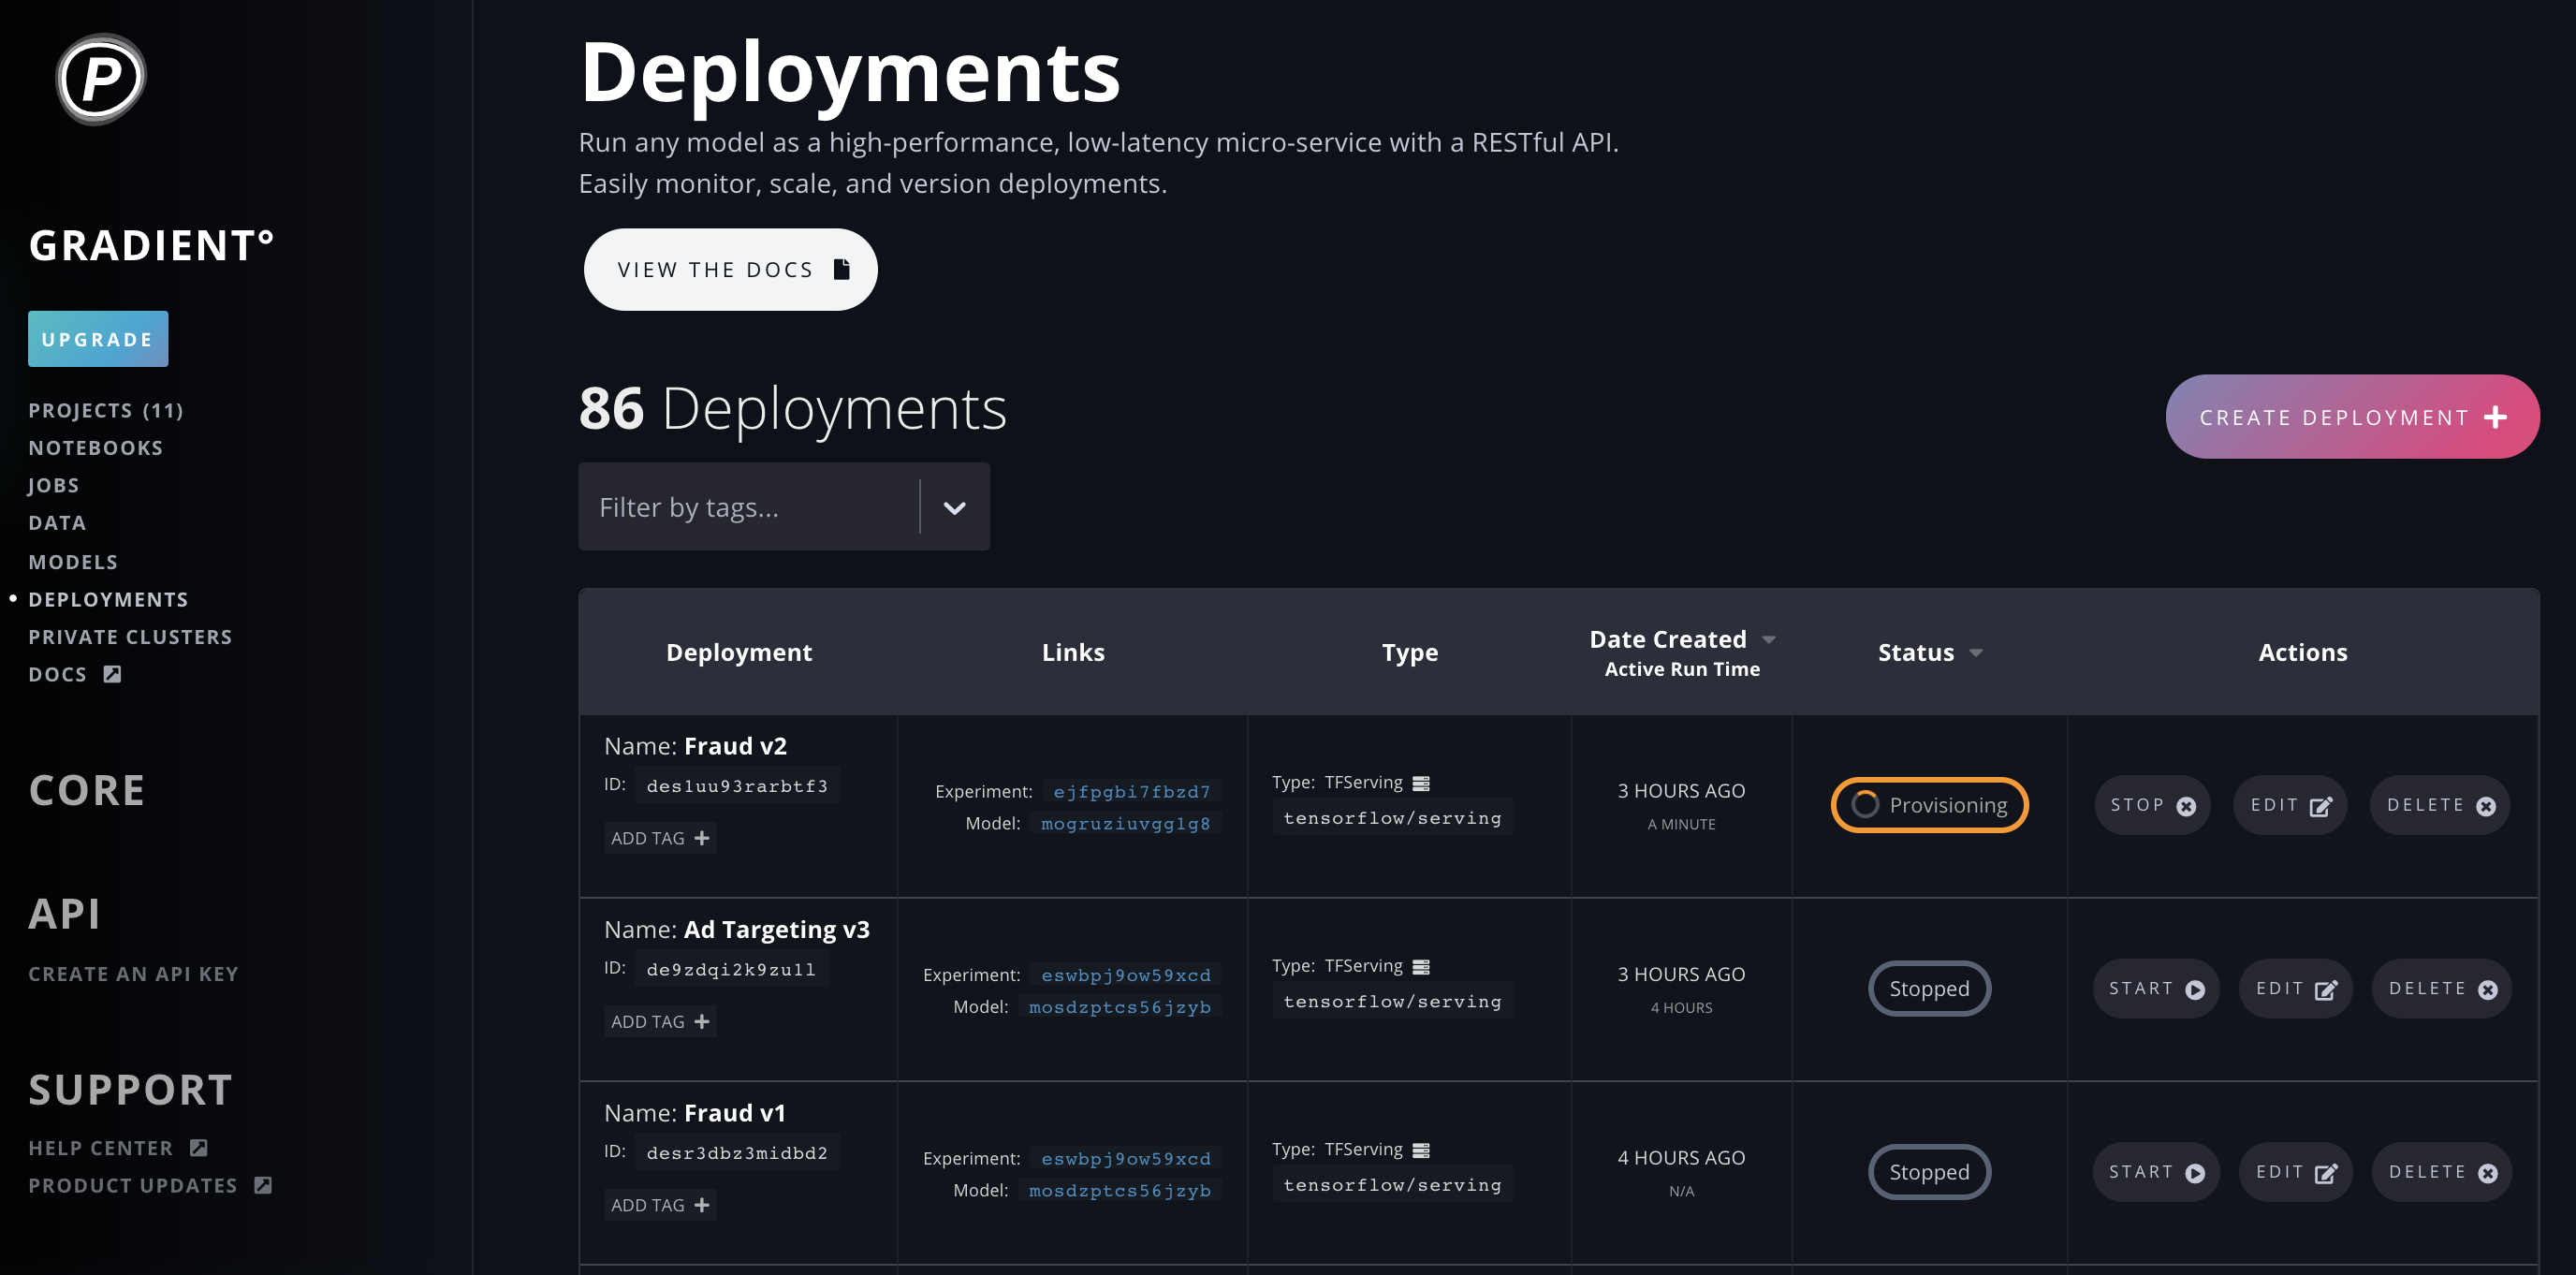 P
GRADIENT°
UPGRADE
PROJECTS (11)
NOTEBOOKS
JOBS
DATA
MODELS
DEPLOYMENTS
PRIVATE CLUSTERS
DOCS
CORE
API
CREATE AN API KEY
SUPPORT
HELP CENTER
PRODUCT UPDATES
Deployments
Run any model as a high-performance, low-latency micro-service with a RESTful API.
Easily monitor, scale, and version deployments.
VIEW THE DOCS
86 Deployments
CREATE DEPLOYMENT
Filter by tags...
Deployment Links Type Date Created Status Actions
Active Run Time
Name: Fraud v2
ID: des1uu93rarbtf3
ADD TAG
Experiment: ejfpgbi7fbzd7
Model: mogruziuvgg1g8
Type: TFServing
tensorflow/serving
3 HOURS AGO
A MINUTE
Provisioning
STOP EDIT DELETE
Name: Ad Targeting v3
ID: de9zdqi2k9zu1l
ADD TAG
Experiment: eswbpj9ow59xcd
Model: mosdzptcs56jzyb
Type: TFServing
tensorflow/serving
3 HOURS AGO
4 HOURS
Stopped
START EDIT DELETE
Name: Fraud v1
ID: desr3dbz3midbd2
ADD TAG
Experiment: eswbpj9ow59xcd
Model: mosdzptcs56jzyb
Type: TFServing
tensorflow/serving
4 HOURS AGO
N/A
Stopped
START EDIT DELETE